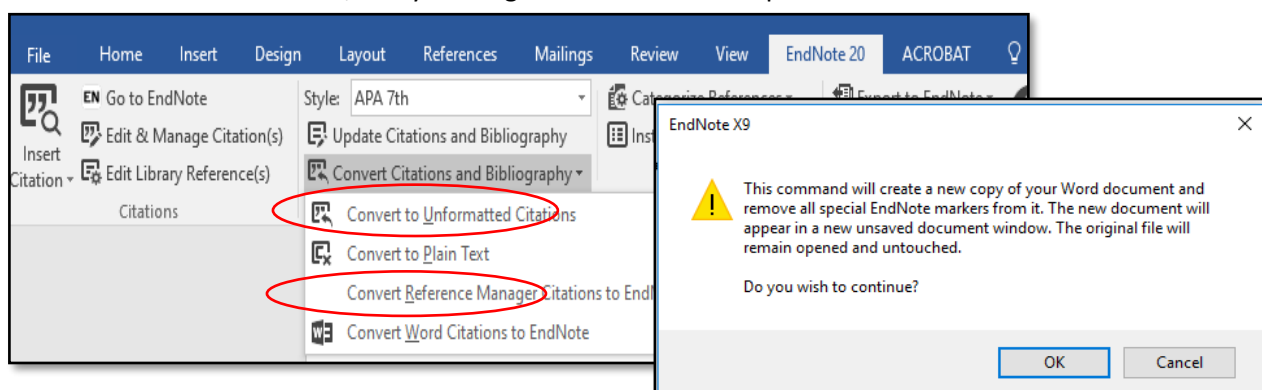 File Home Insert Design Layout References Mailings Review View EndNote 20 ACROBAT
EN Go to EndNote
Edit & Manage Citation(s)
Edit Library Reference(s)
Insert
Citation
Citations
Style: APA 7th
Update Citations and Bibliography
Convert Citations and Bibliography
Convert to Unformatted Citations
Convert to Plain Text
Convert Reference Manager Citations to
Convert Word Citations to EndNote
EndNote X9
This command will create a new copy of your Word document and
remove all special EndNote markers from it. The new document will
appear in a new unsaved document window. The original file will
remain opened and untouched.
Do you wish to continue?
OK Cancel